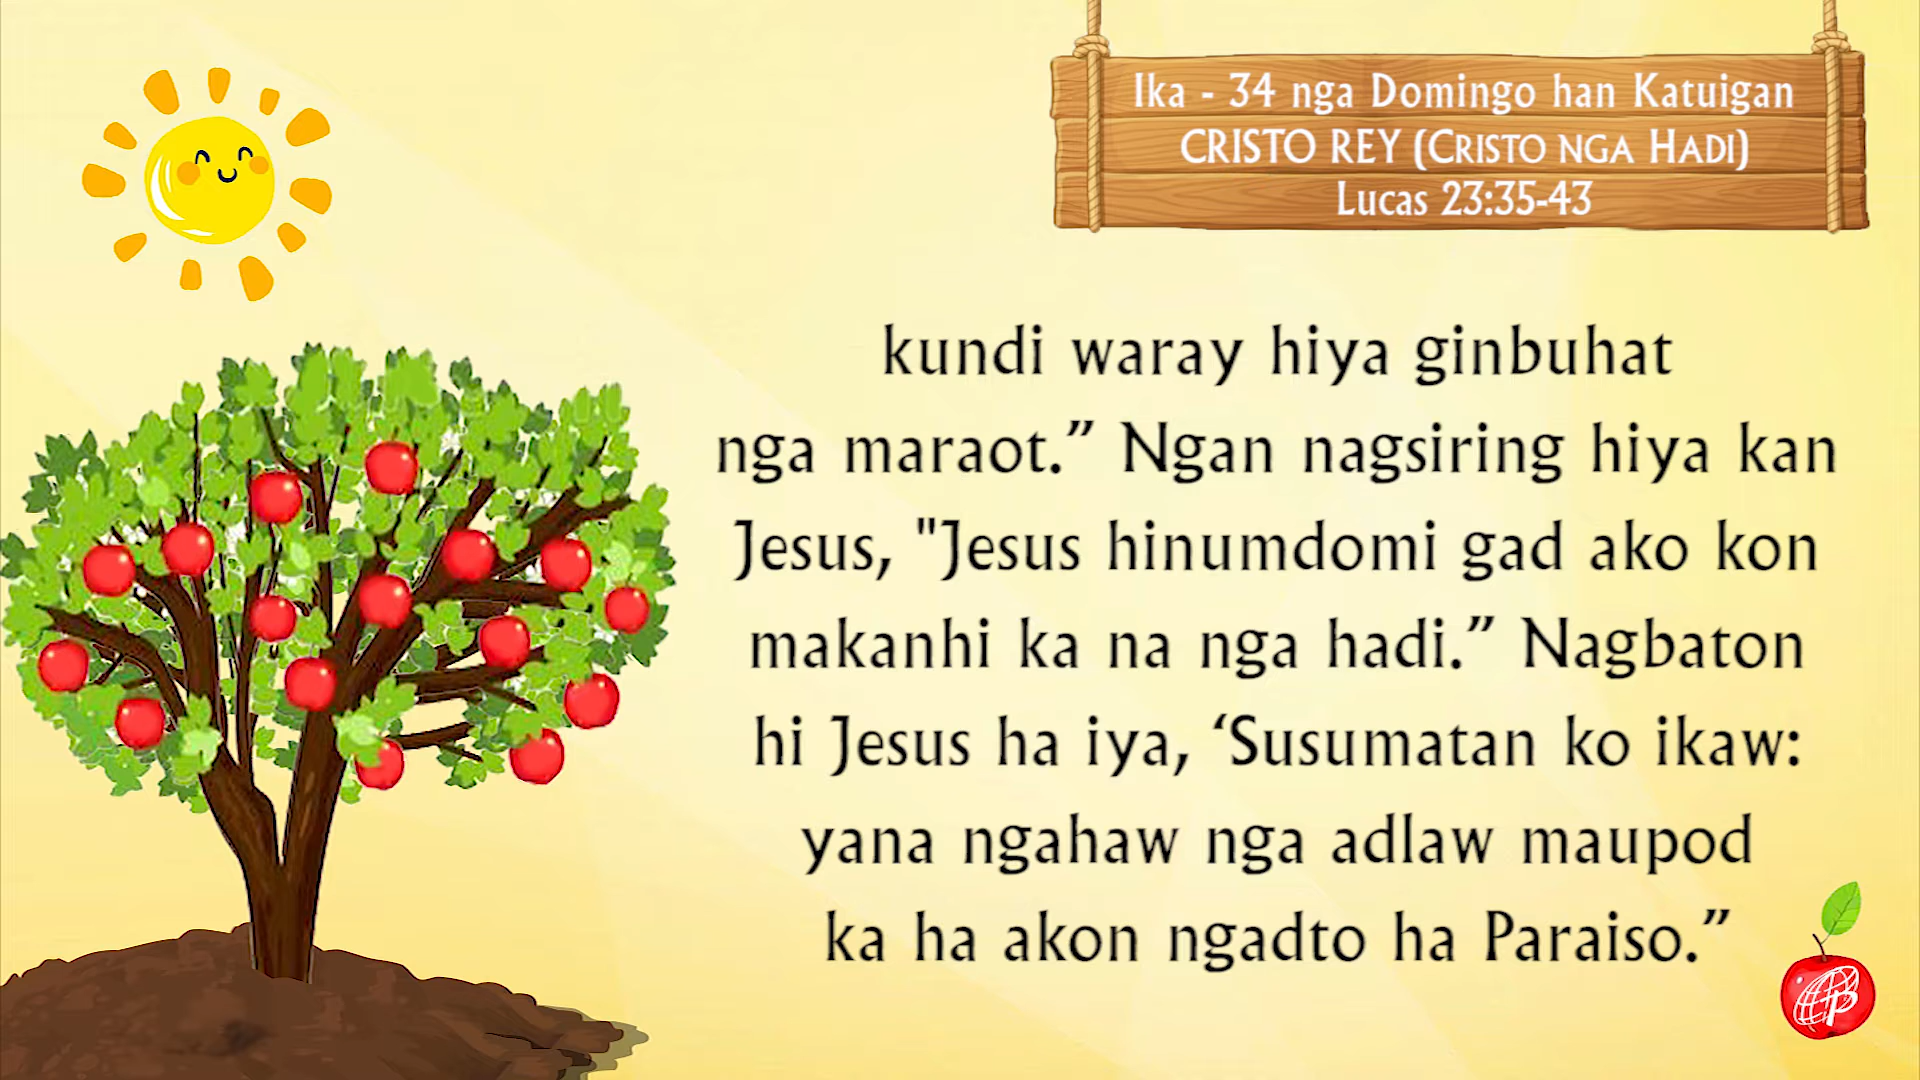 Ika - 34 nga Domingo han Katuigan
CRISTO REY (CRISTO NGA HADI)
Lucas 23:35-43
kundi waray hiya ginbuhat
nga maraot.” Ngan nagsiring hiya kan
Jesus, "Jesus hinumdomi gad ako kon
makanhi ka na nga hadi.” Nagbaton
hi Jesus ha iya, ‘Susumatan ko ikaw:
yana ngahaw nga adlaw maupod
ka ha akon ngadto ha Paraiso.”